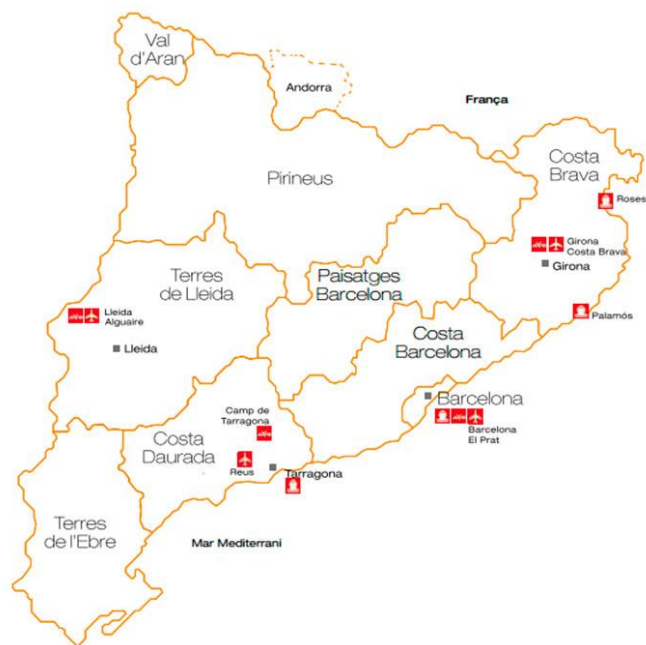 Val
d'Aran
Andorra
França
Costa
Brava
Pirineus
Roses
Girona
Costa Brava
Girona
Terres
de Lleida
Paisatges
Barcelona
Lleida
Alguaire
Palamós
Costa
Barcelona
Lleida
Barcelona
Camp de
Tarragona
Barcelona
El Prat
Costa
Daurada
Reus
Tarragona
Terres
de l'Ebre
Mar Mediterrani